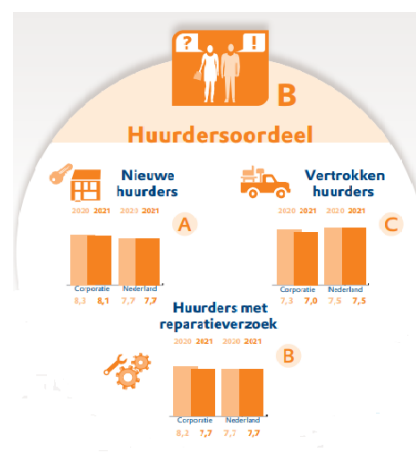 ? !
B
Huurdersoordeel
Nieuwe
huurders
2020 2021 2020 2021
A
Corporatie Nederland
8,2 8,1 7,7 7,7
Vertrokken
huurders
2020 2021 2020 2021
C
Corporatie Nederland
7,3 7,0 7,5 7,5
Huurders met
reparatieverzoek
2020 2021 2020 2021
B
Corporatie Nederland
8,2 7,7 7,7 7,7